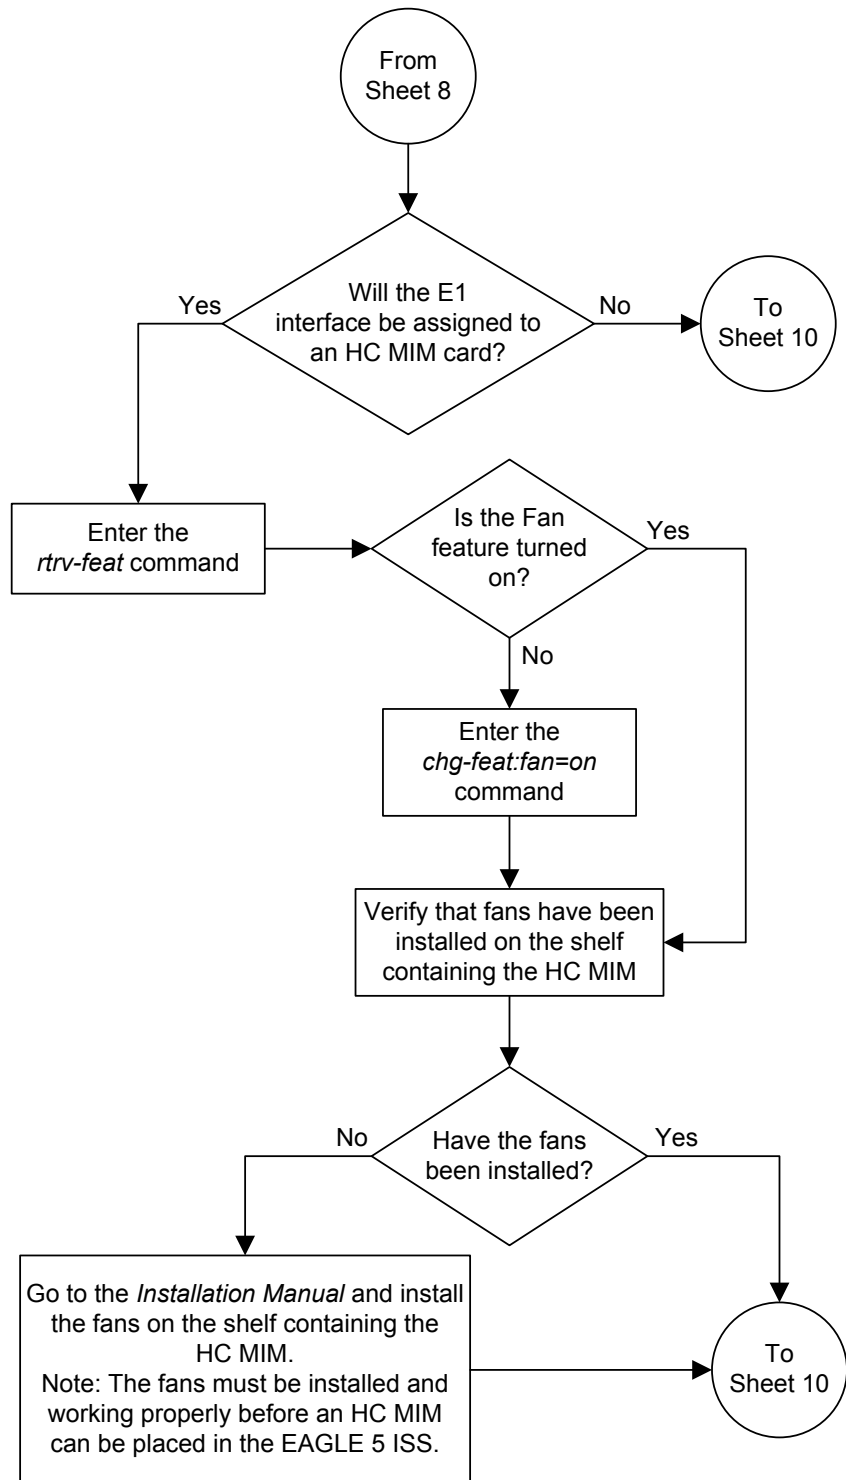 From
Sheet 8
Will the E1
interface be assigned to
an HC MIM card?
Yes
No
To
Sheet 10
Enter the
rtrv-feat command
Is the Fan
feature turned
on?
Yes
No
Enter the
chg-feat:fan=on
command
Verify that fans have been
installed on the shelf
containing the HC MIM
Have the fans
been installed?
No
Yes
Go to the Installation Manual and install
the fans on the shelf containing the
HC MIM.
Note: The fans must be installed and
working properly before an HC MIM
can be placed in the EAGLE 5 ISS.
To
Sheet 10